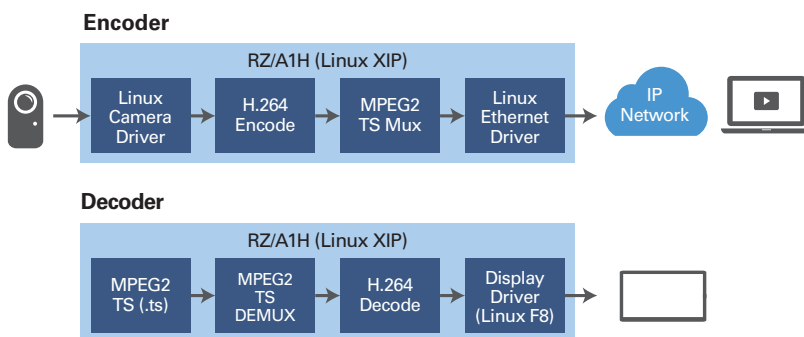 Encoder
RZ/A1H (Linux XIP)
Linux
Camera
Driver
H.264
Encode
MPEG2
TS Mux
Linux
Ethernet
Driver
IP
Network
Decoder
RZ/A1H (Linux XIP)
MPEG2
TS (.ts)
MPEG2
TS
DEMUX
H.264
Decode
Display
Driver
(Linux F8)